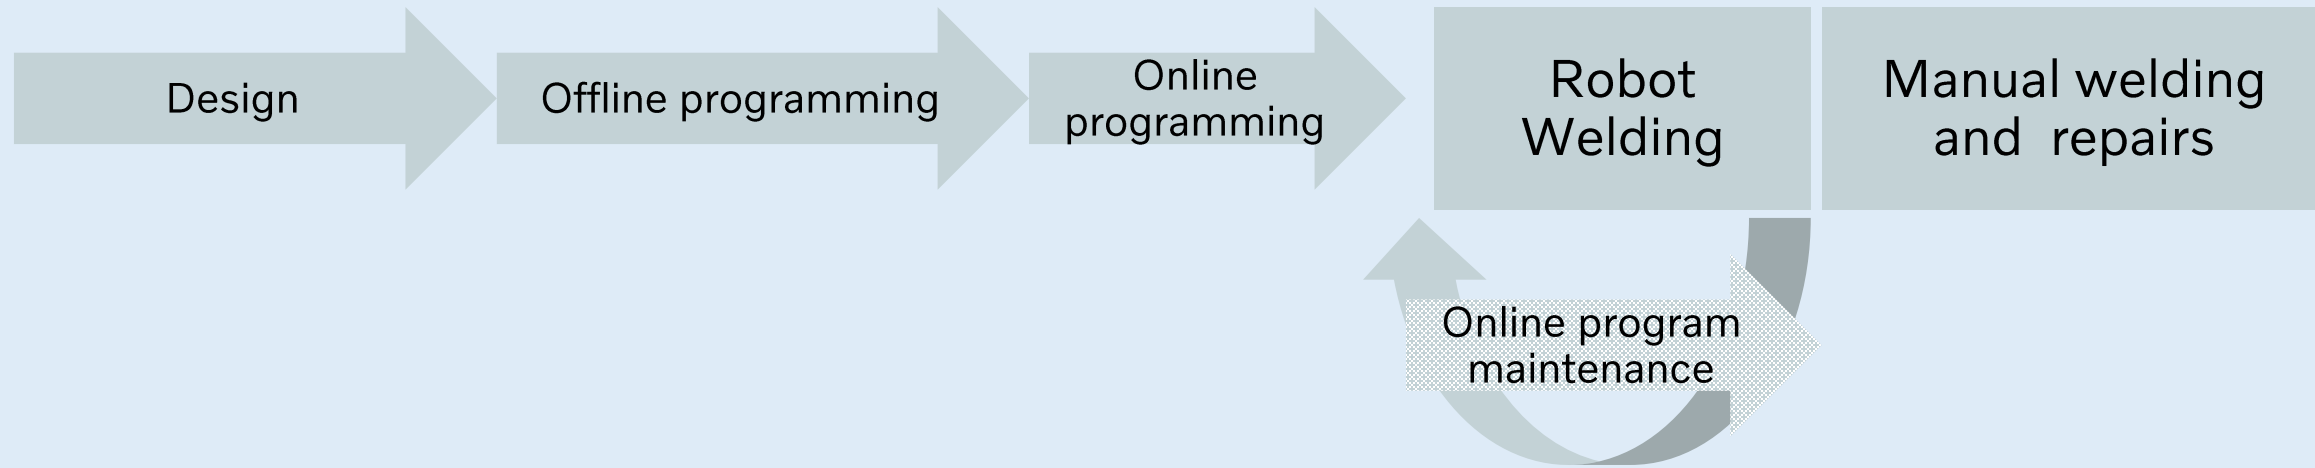 Design
Offline programming
Online
programming
Robot
Welding
Manual welding
and  repairs
Online program
maintenance